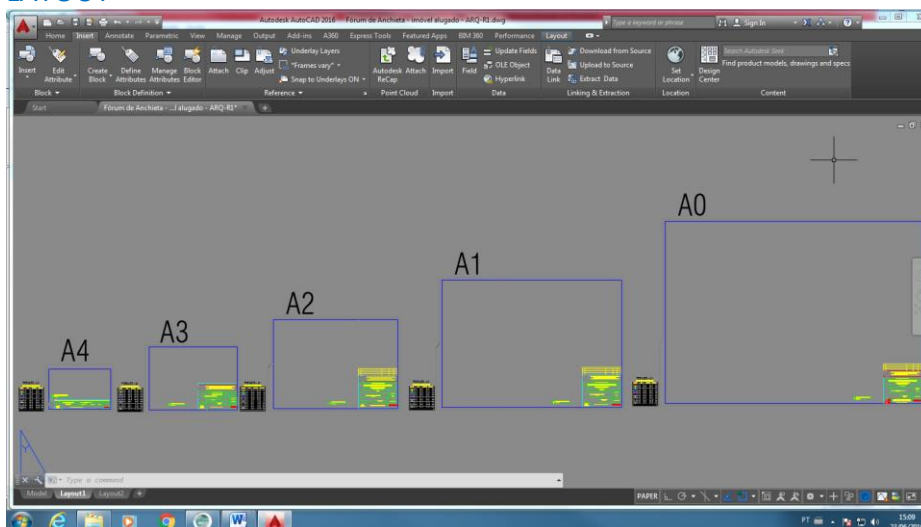 LAYOUT
Autodesk AutoCAD 2016 Fórum de Anchieta - imóvel alugado - ARQ-R1.dwg
Type a keyword or phrase
Sign In
Home Insert Annotate Parametric View Manage Output Add-ins A360 Express Tools Featured Apps BIM 360 Performance Layout
Insert
Edit Attribute
Create Block
Define Attributes
Manage Attributes
Block Editor
Attach
Clip
Adjust
Underlay Layers
*Frames vary*
Snap to Underlays ON
Autodesk ReCap
Attach
Import
Field
Update Fields
OLE Object
Hyperlink
Data Link
Download from Source
Upload to Source
Extract Data
Set Location
Design Center
Search Autodesk Seek
Find product models, drawings and specs
Block
Block Definition
Reference
Point Cloud
Import
Data
Linking & Extraction
Location
Content
Start
Fórum de Anchieta - ...l alugado - ARQ-R1*
A0
A1
A2
A3
A4
Y
Type a command
Model Layout1 Layout2 +
PAPER
PT
15:09